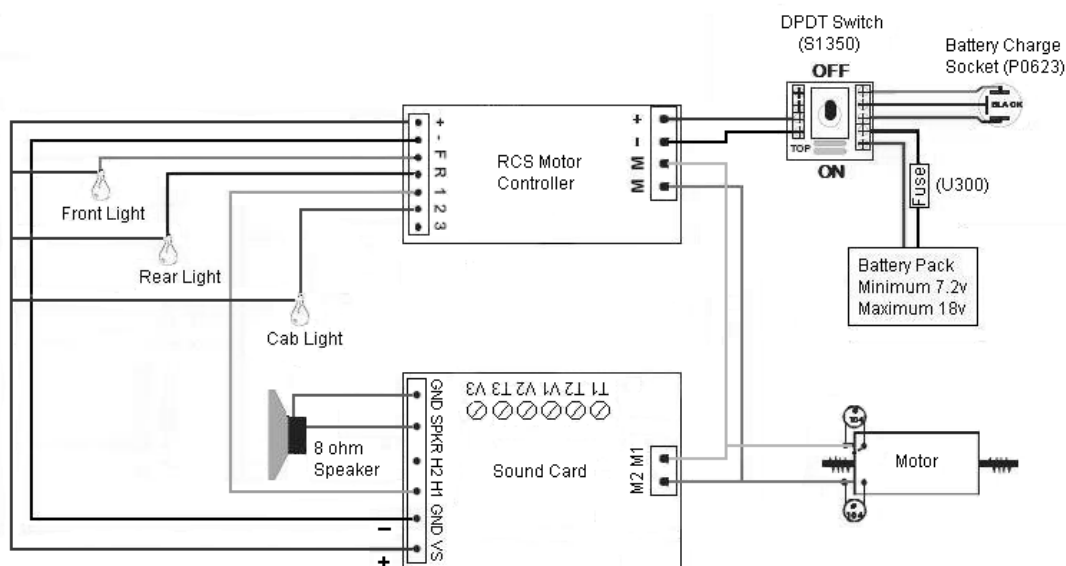 DPDT Switch
(S1350)
OFF
Battery Charge
Socket (P0623)
BLACK
TOP
ON
Fuse
(U300)
Battery Pack
Minimum 7.2v
Maximum 18v
RCS Motor
Controller
+
-
F
R
1
2
3
+
-
M
M
Front Light
Rear Light
Cab Light
8 ohm
Speaker
GND SPKR H2 H1 GND VS
T1 T2 V1 V2 T3 V3
Sound Card
M2 M1
-
+
104
Motor
104